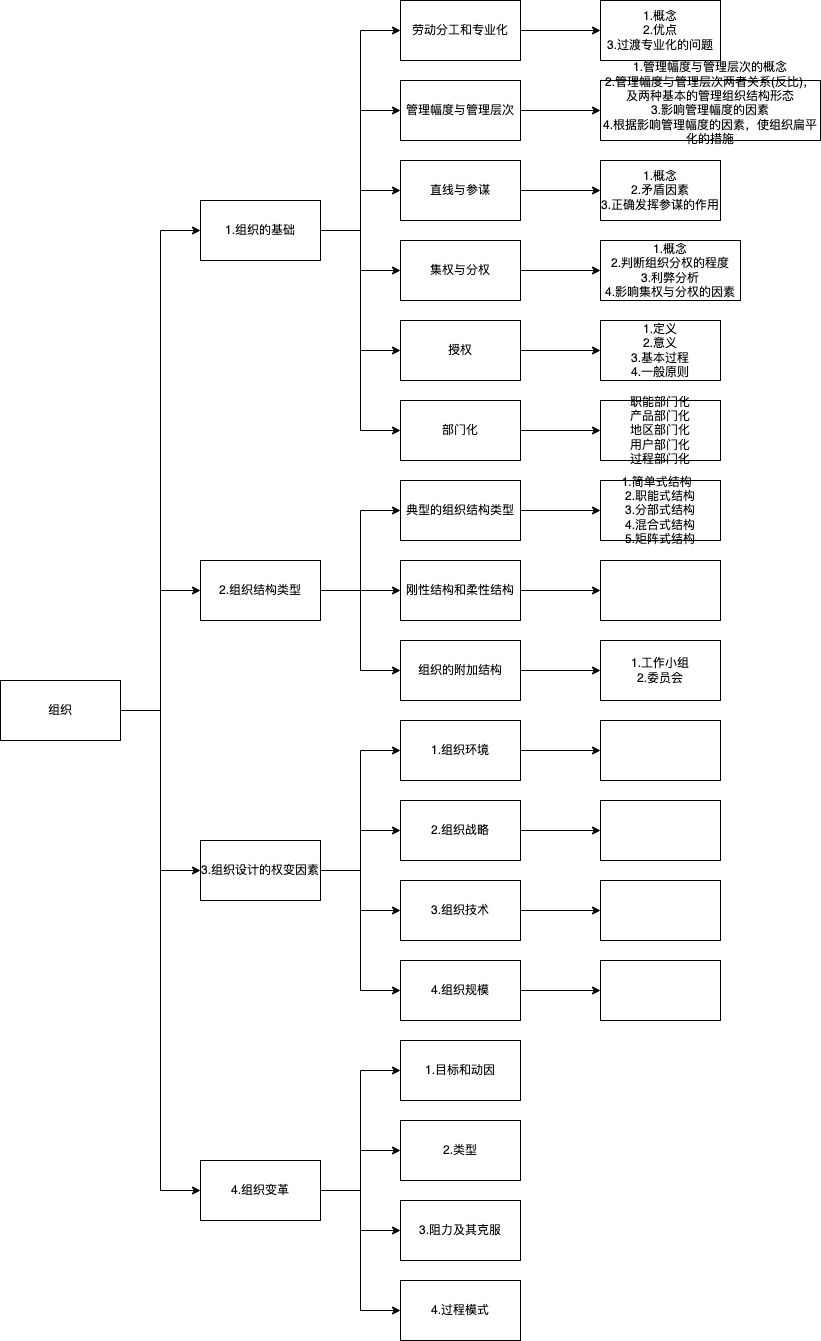 组织
1.组织的基础
劳动分工和专业化
1.概念
2.优点
3.过渡专业化的问题
管理幅度与管理层次
1.管理幅度与管理层次的概念
2.管理幅度与管理层次两者关系(反比),
及两种基本的管理组织结构形态
3.影响管理幅度的因素
4.根据影响管理幅度的因素，使组织扁平
化的措施
直线与参谋
1.概念
2.矛盾因素
3.正确发挥参谋的作用
集权与分权
1.概念
2.判断组织分权的程度
3.利弊分析
4.影响集权与分权的因素
授权
1.定义
2.意义
3.基本过程
4.一般原则
部门化
职能部门化
产品部门化
地区部门化
用户部门化
过程部门化
2.组织结构类型
典型的组织结构类型
1.简单式结构
2.职能式结构
3.分部式结构
4.混合式结构
5.矩阵式结构
刚性结构和柔性结构
组织的附加结构
1.工作小组
2.委员会
3.组织设计的权变因素
1.组织环境
2.组织战略
3.组织技术
4.组织规模
4.组织变革
1.目标和动因
2.类型
3.阻力及其克服
4.过程模式